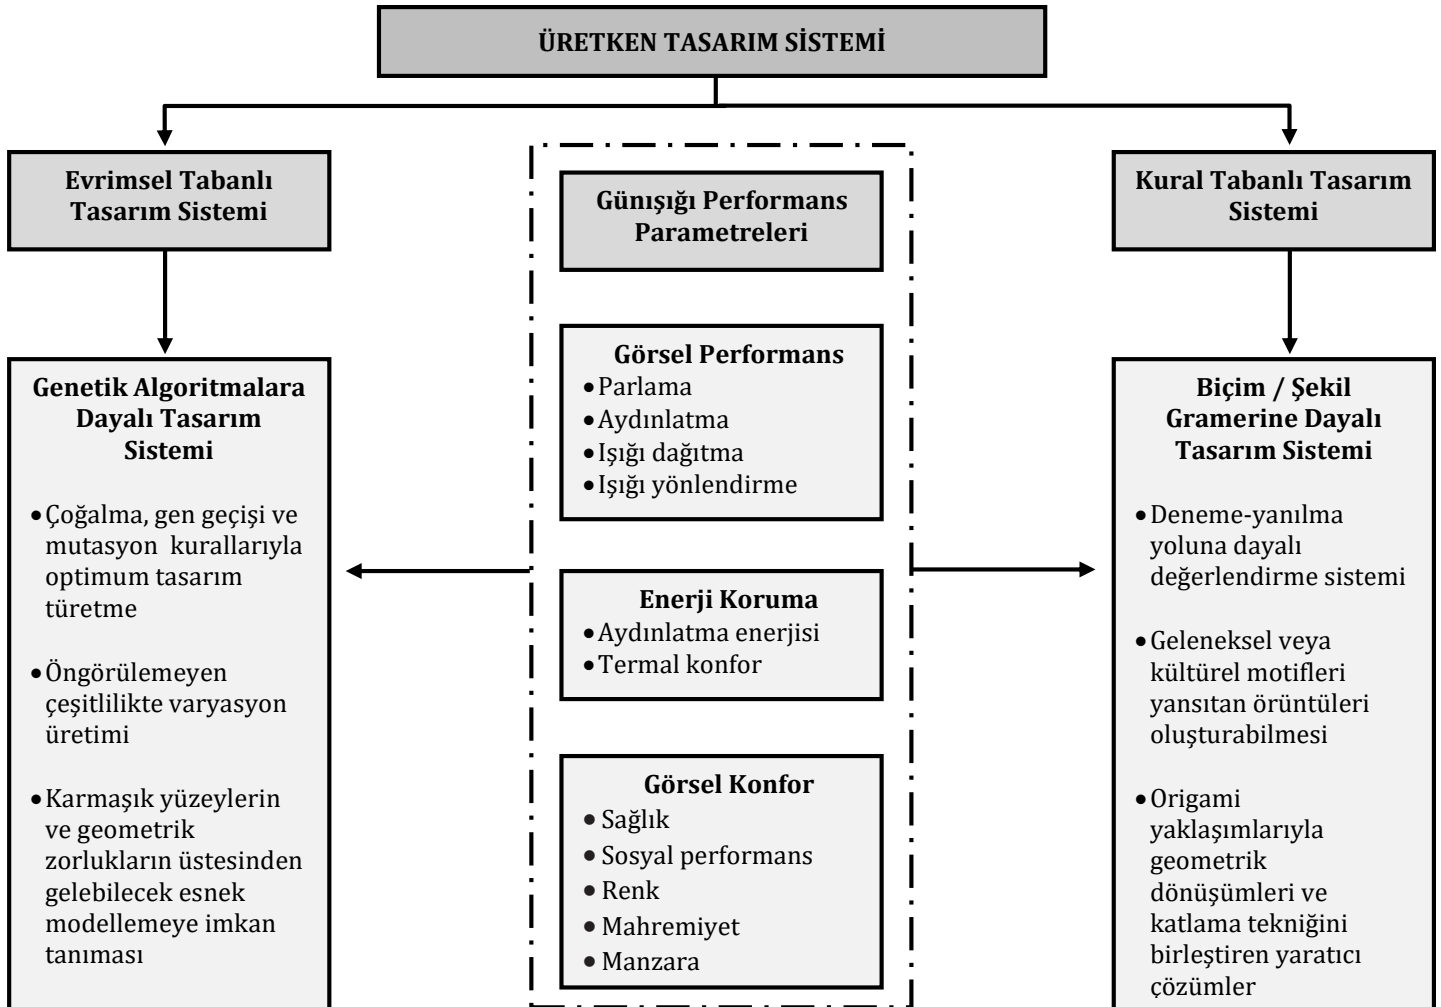 ÜRETKEN TASARIM SİSTEMİ
Evrimsel Tabanlı
Tasarım Sistemi
Genetik Algoritmalara
Dayalı Tasarım
Sistemi
•Çoğalma, gen geçişi ve
mutasyon kurallarıyla
optimum tasarım
türetme
•Öngörülemeyen
çeşitlilikte varyasyon
üretimi
•Karmaşık yüzeylerin
ve geometrik
zorlukların üstesinden
gelebilecek esnek
modellemeye imkan
tanıması
Günışığı Performans
Parametreleri
Görsel Performans
•Parlama
•Aydınlatma
•Işığı dağıtma
•Işığı yönlendirme
Enerji Koruma
•Aydınlatma enerjisi
•Termal konfor
Görsel Konfor
• Sağlık
• Sosyal performans
• Renk
• Mahremiyet
• Manzara
Kural Tabanlı Tasarım
Sistemi
Biçim / Şekil
Gramerine Dayalı
Tasarım Sistemi
•Deneme-yanılma
yoluna dayalı
değerlendirme sistemi
•Geleneksel veya
kültürel motifleri
yansıtan örüntüleri
oluşturabilmesi
•Origami
yaklaşımlarıyla
geometrik
dönüşümleri ve
katlama tekniğini
birleştiren yaratıcı
çözümler